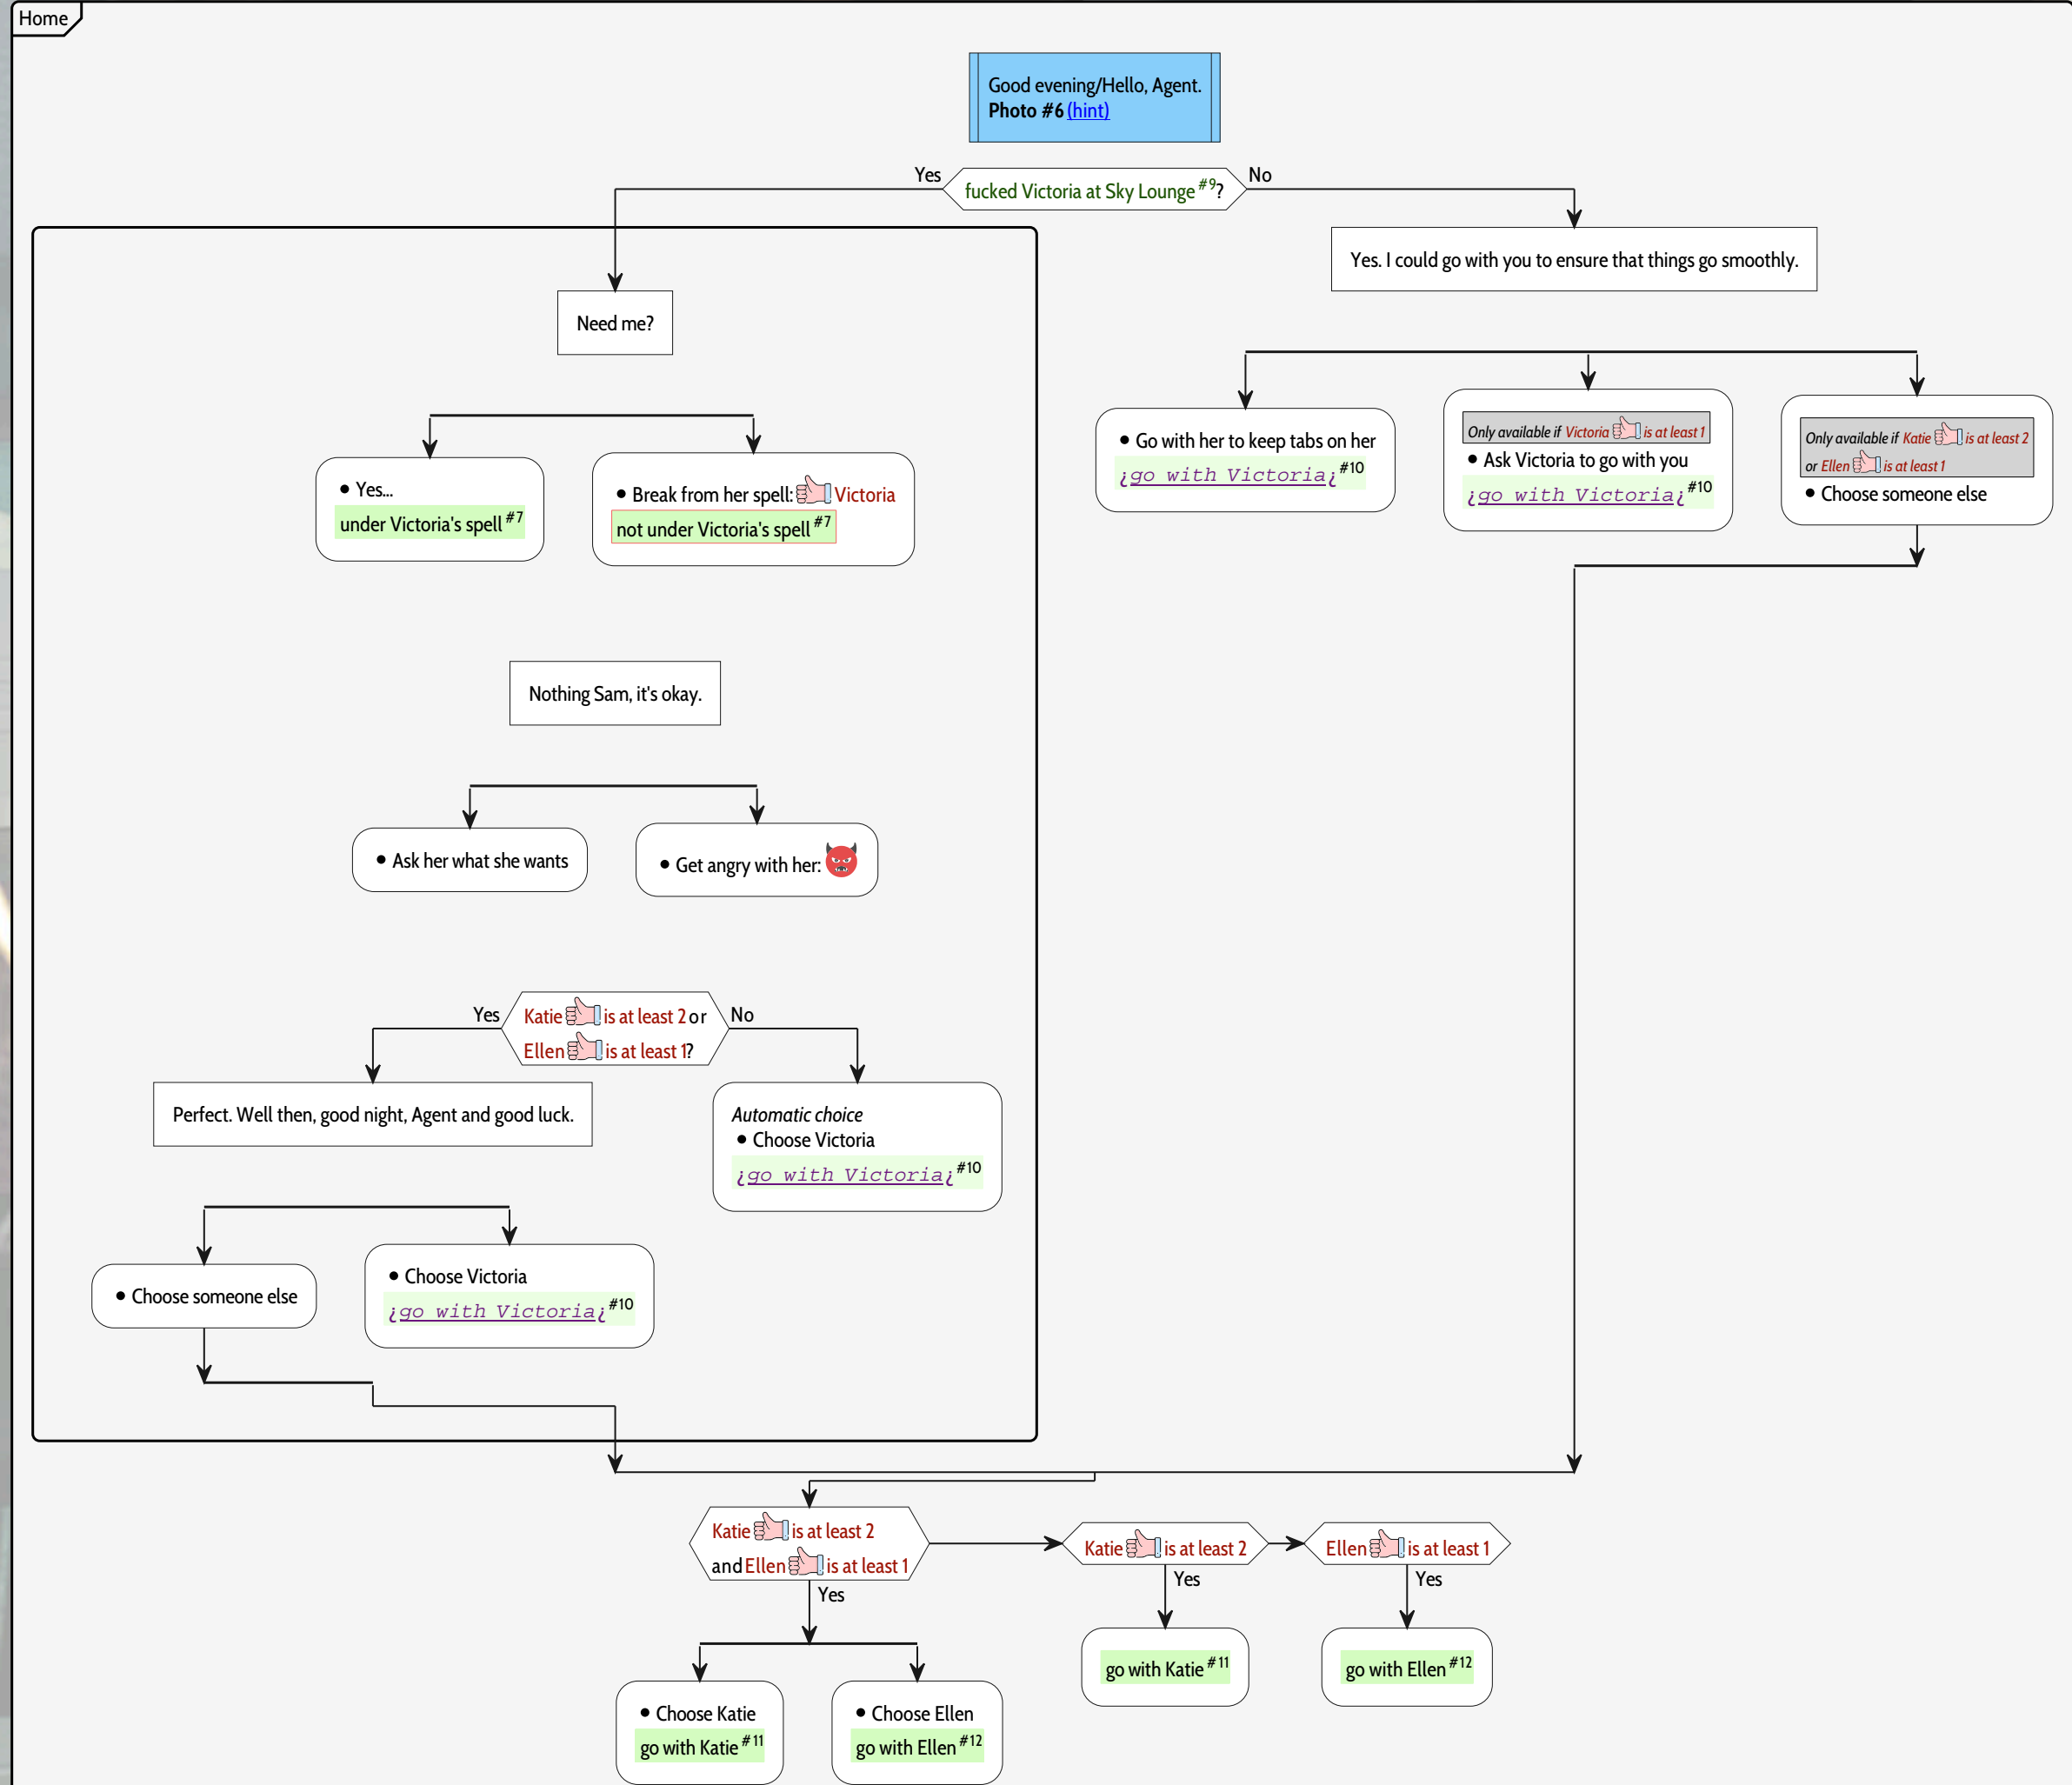 Home
Good evening/Hello, Agent.
Photo #6 (hint)
Yes
fucked Victoria at Sky Lounge #9?
No
Need me?
Yes. I could go with you to ensure that things go smoothly.
• Yes...
under Victoria's spell #7
• Break from her spell: Victoria
not under Victoria's spell #7
• Go with her to keep tabs on her
¿go with Victoria¿ #10
Only available if Victoria is at least 1
• Ask Victoria to go with you
¿go with Victoria¿ #10
Only available if Katie is at least 2
or Ellen is at least 1
• Choose someone else
Nothing Sam, it's okay.
• Ask her what she wants
• Get angry with her:
Yes
Katie is at least 2 or
Ellen is at least 1?
No
Perfect. Well then, good night, Agent and good luck.
Automatic choice
• Choose Victoria
¿go with Victoria¿ #10
• Choose someone else
• Choose Victoria
¿go with Victoria¿ #10
Katie is at least 2
and Ellen is at least 1
Yes
Katie is at least 2
Yes
Ellen is at least 1
Yes
• Choose Katie
go with Katie #11
• Choose Ellen
go with Ellen #12
go with Katie #11
go with Ellen #12